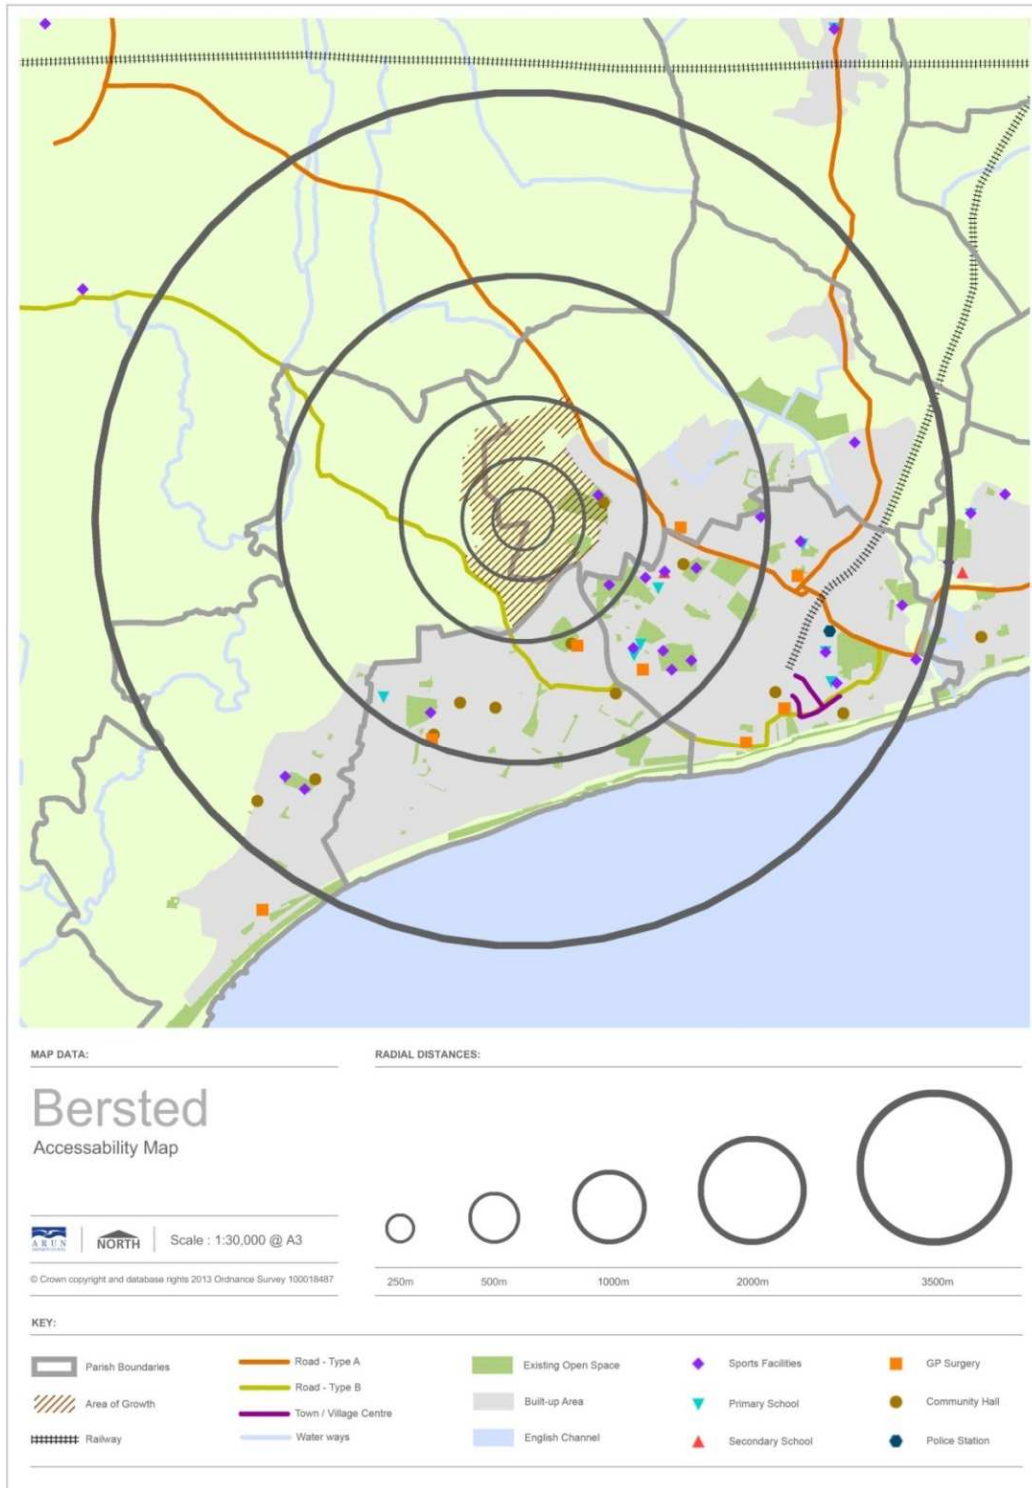 MAP DATA:
RADIAL DISTANCES:
Bersted
Accessability Map
ARUN
NORTH
Scale : 1:30,000 @ A3
© Crown copyright and database rights 2013 Ordnance Survey 100018487
250m
500m
1000m
2000m
3500m
KEY:
Parish Boundaries
Area of Growth
Railway
Road - Type A
Road - Type B
Town / Village Centre
Water ways
Existing Open Space
Built-up Area
English Channel
Sports Facilities
Primary School
Secondary School
GP Surgery
Community Hall
Police Station